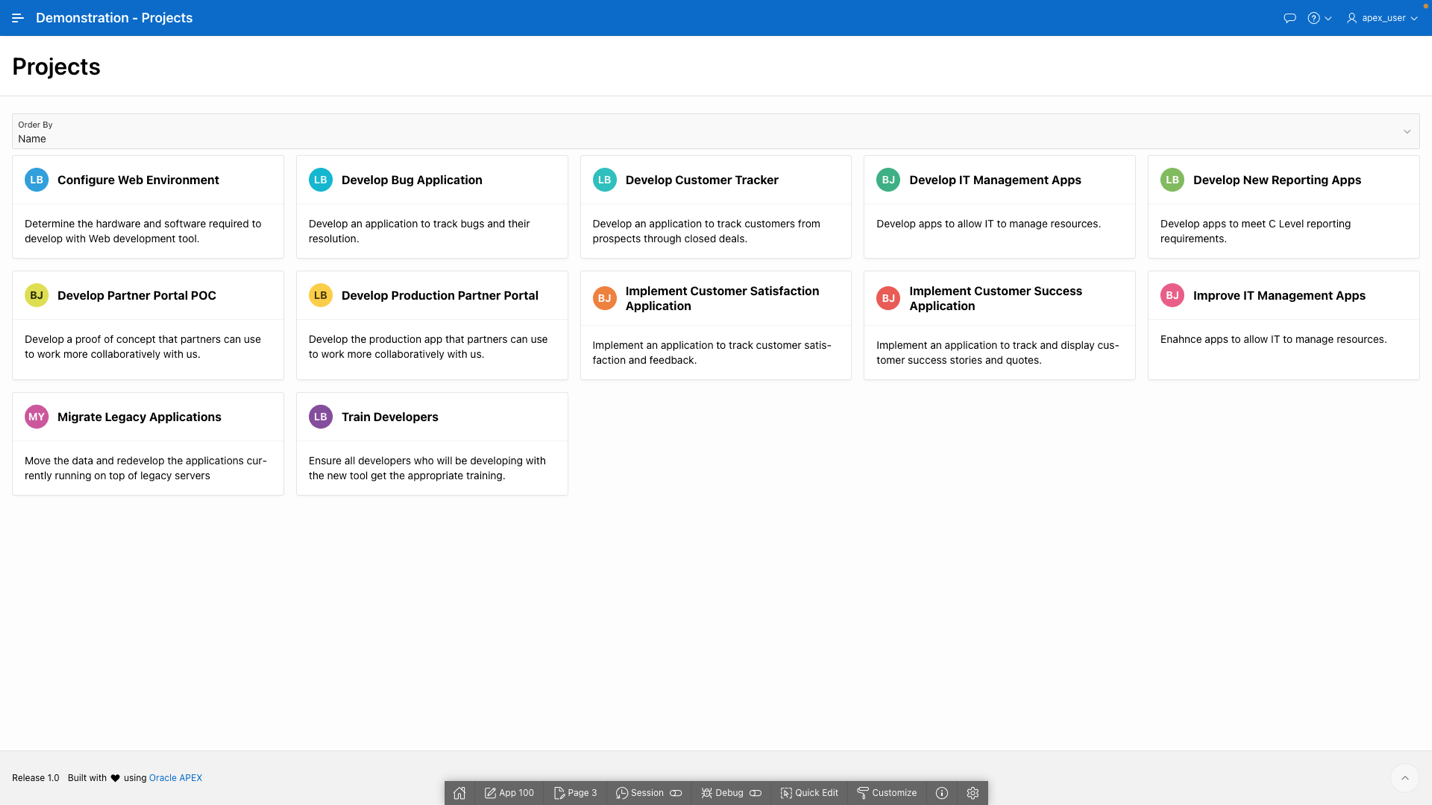 Demonstration - Projects
apex_user
Projects
Order By
Name
LB Configure Web Environment
Determine the hardware and software required to
develop with Web development tool.
LB Develop Bug Application
Develop an application to track bugs and their
resolution.
LB Develop Customer Tracker
Develop an application to track customers from
prospects through closed deals.
BJ Develop IT Management Apps
Develop apps to allow IT to manage resources.
LB Develop New Reporting Apps
Develop apps to meet C Level reporting
requirements.
BJ Develop Partner Portal POC
Develop a proof of concept that partners can use
to work more collaboratively with us.
LB Develop Production Partner Portal
Develop the production app that partners can use
to work more collaboratively with us.
BJ Implement Customer Satisfaction
Application
Implement an application to track customer satis-
faction and feedback.
BJ Implement Customer Success
Application
Implement an application to track and display cus-
tomer success stories and quotes.
BJ Improve IT Management Apps
Enahnce apps to allow IT to manage resources.
MY Migrate Legacy Applications
Move the data and redevelop the applications cur-
rently running on top of legacy servers
LB Train Developers
Ensure all developers who will be developing with
the new tool get the appropriate training.
Release 1.0 Built with ♥ using Oracle APEX
App 100 Page 3 Session Debug Quick Edit Customize